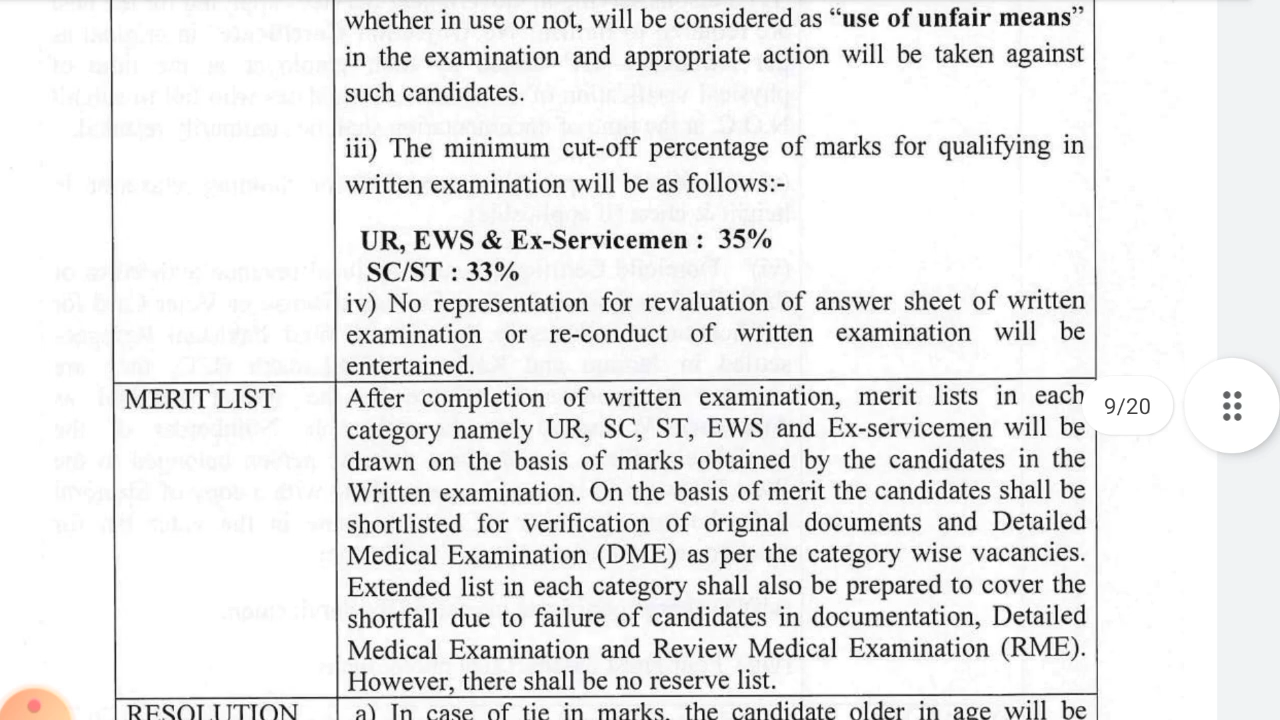 whether in use or not, will be considered as “use of unfair means”
in the examination and appropriate action will be taken against
such candidates.
iii) The minimum cut-off percentage of marks for qualifying in
written examination will be as follows:-
UR, EWS & Ex-Servicemen : 35%
SC/ST : 33%
iv) No representation for revaluation of answer sheet of written
examination or re-conduct of written examination will be
entertained.
MERIT LIST
After completion of written examination, merit lists in each
category namely UR, SC, ST, EWS and Ex-servicemen will be
drawn on the basis of marks obtained by the candidates in the
Written examination. On the basis of merit the candidates shall be
shortlisted for verification of original documents and Detailed
Medical Examination (DME) as per the category wise vacancies.
Extended list in each category shall also be prepared to cover the
shortfall due to failure of candidates in documentation, Detailed
Medical Examination and Review Medical Examination (RME).
However, there shall be no reserve list.
RESOLUTION
a) In case of tie in marks, the candidate older in age will be
9/20